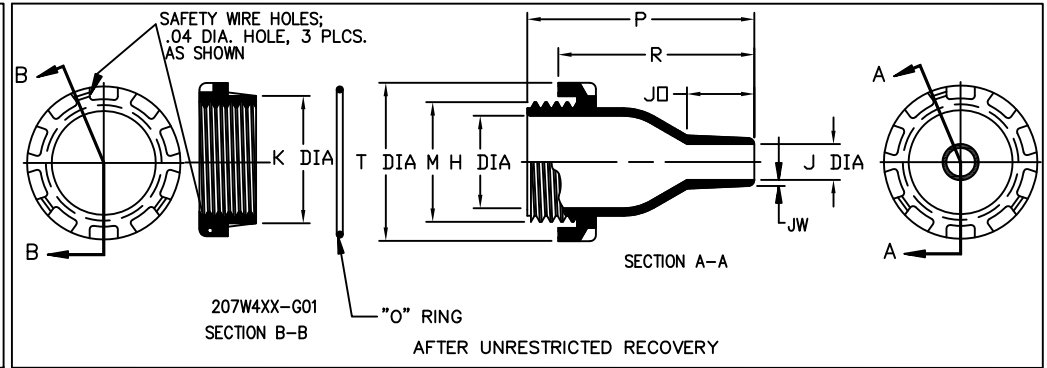 SAFETY WIRE HOLES;
.04 DIA. HOLE, 3 PLCS.
AS SHOWN
B
B
K DIA
207W4XX-G01
SECTION B-B
"O" RING
P
R
J□
T DIA
M
H DIA
J DIA
JW
SECTION A-A
A
A
AFTER UNRESTRICTED RECOVERY